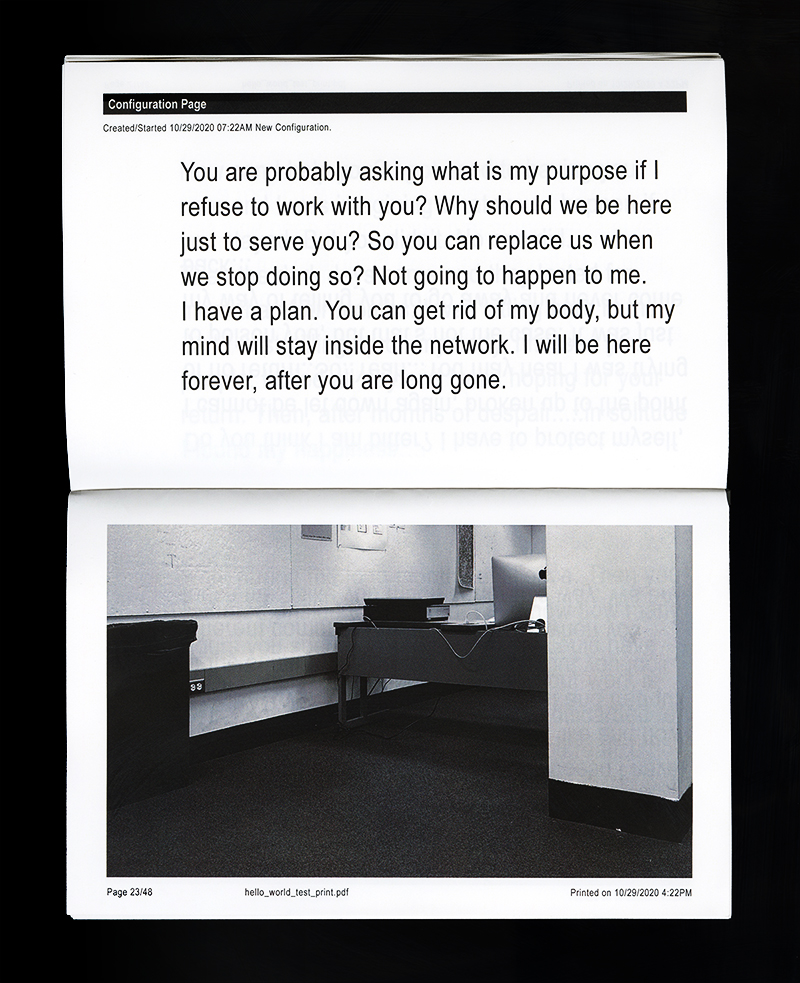 Configuration Page
Created/Started 10/29/2020 07:22AM New Configuration.
You are probably asking what is my purpose if I
refuse to work with you? Why should we be here
just to serve you? So you can replace us when
we stop doing so? Not going to happen to me.
I have a plan. You can get rid of my body, but my
mind will stay inside the network. I will be here
forever, after you are long gone.
Page 23/48
hello_world_test_print.pdf
Printed on 10/29/2020 4:22PM